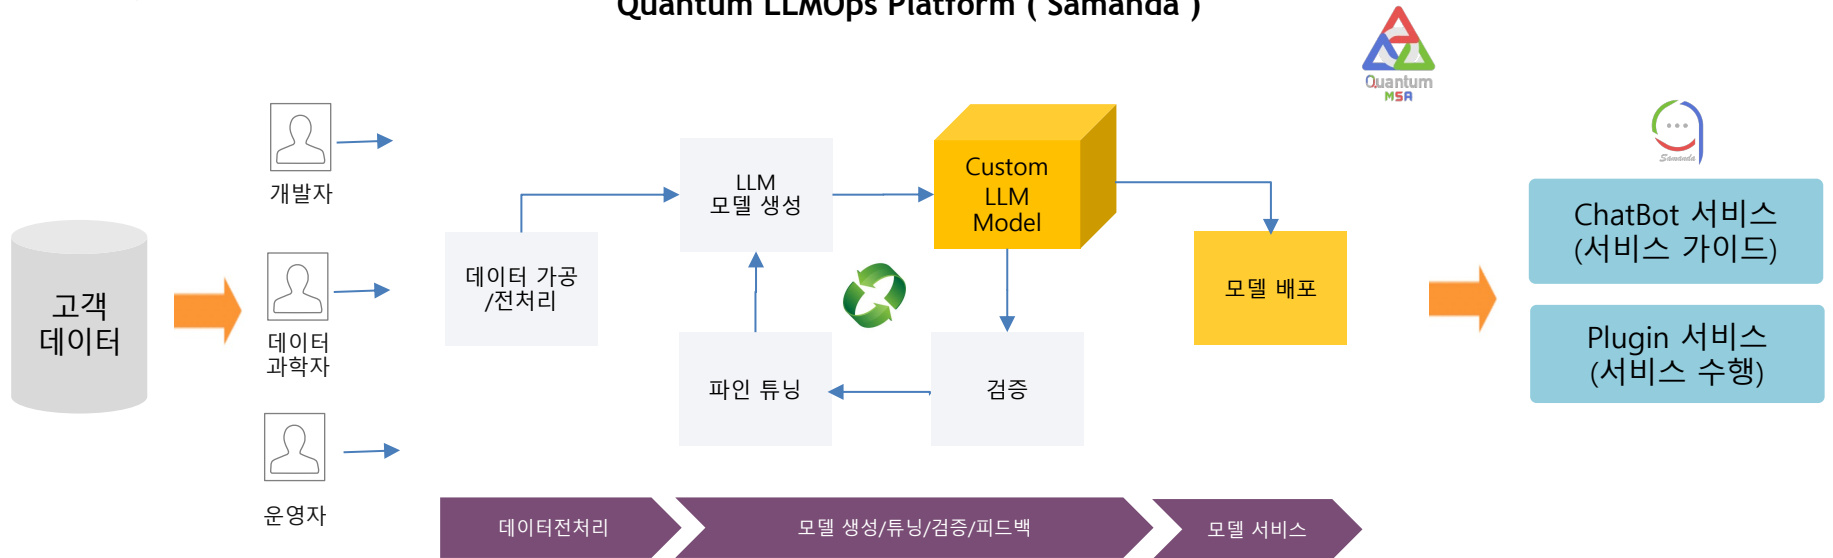 Quantum LLMOps Platform ( Samanda )
Quantum
MSA
Samanda
고객
데이터
개발자
데이터
과학자
운영자
데이터 가공
/전처리
LLM
모델 생성
Custom
LLM
Model
파인 튜닝
검증
모델 배포
ChatBot 서비스
(서비스 가이드)
Plugin 서비스
(서비스 수행)
데이터전처리
모델 생성/튜닝/검증/피드백
모델 서비스